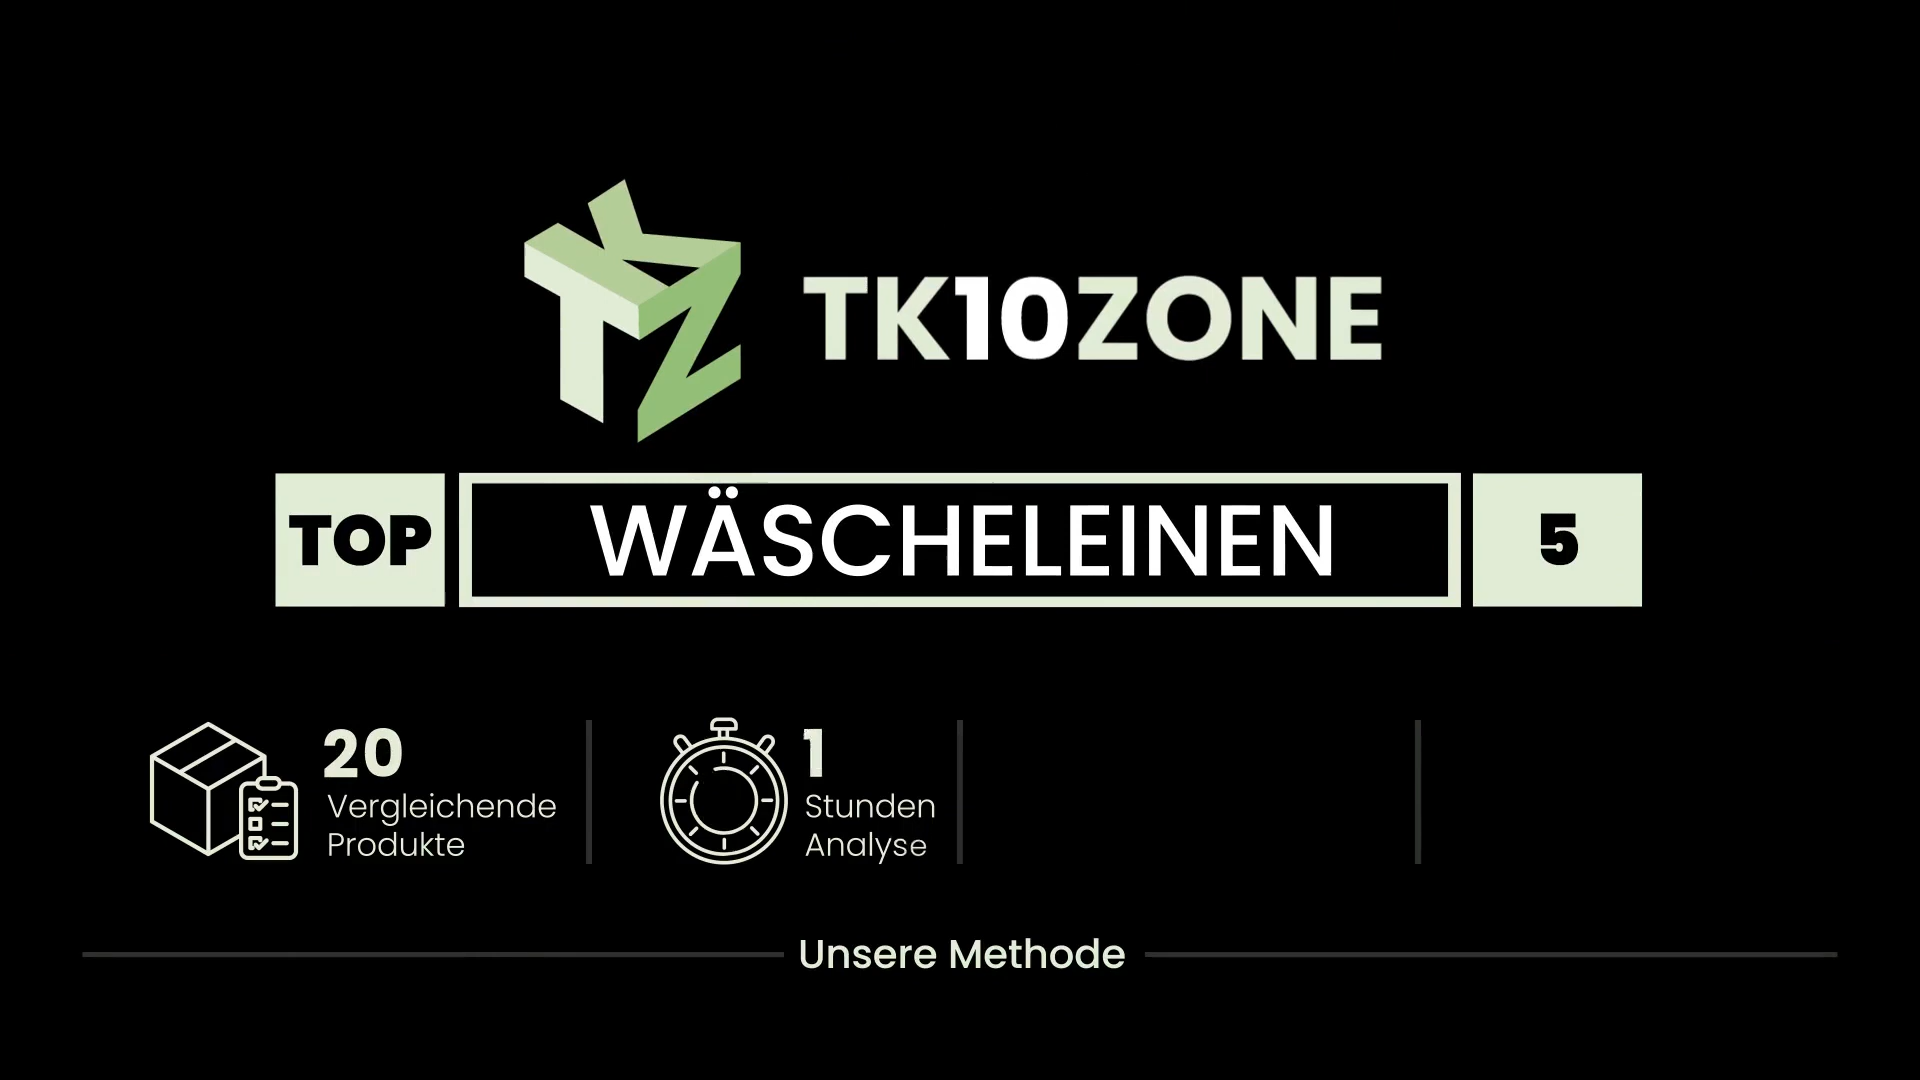 TK10ZONE
TOP
WÄSCHELEINEN
5
20
Vergleichende
Produkte
1
Stunden
Analyse
Unsere Methode